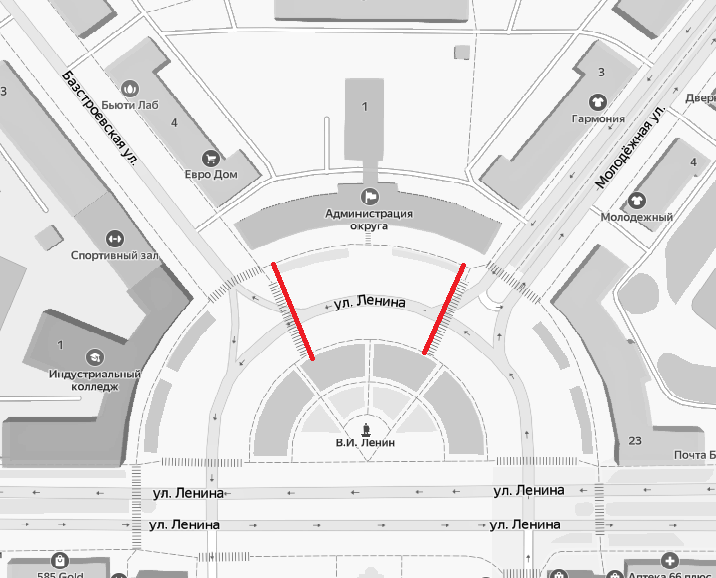 3
Гармония
Бьюти Лаб
1
3
4
Базстроевская ул.
Молодёжная ул.
Евро Дом
4
Администрация
округа
Молодежный
Спортивный зал
ул. Ленина
1
Индустриальный
колледж
В.И. Ленин
23
Почта Б
ул. Ленина
ул. Ленина
ул. Ленина
ул. Ленина
585 Gold
Аптека 66 плюс